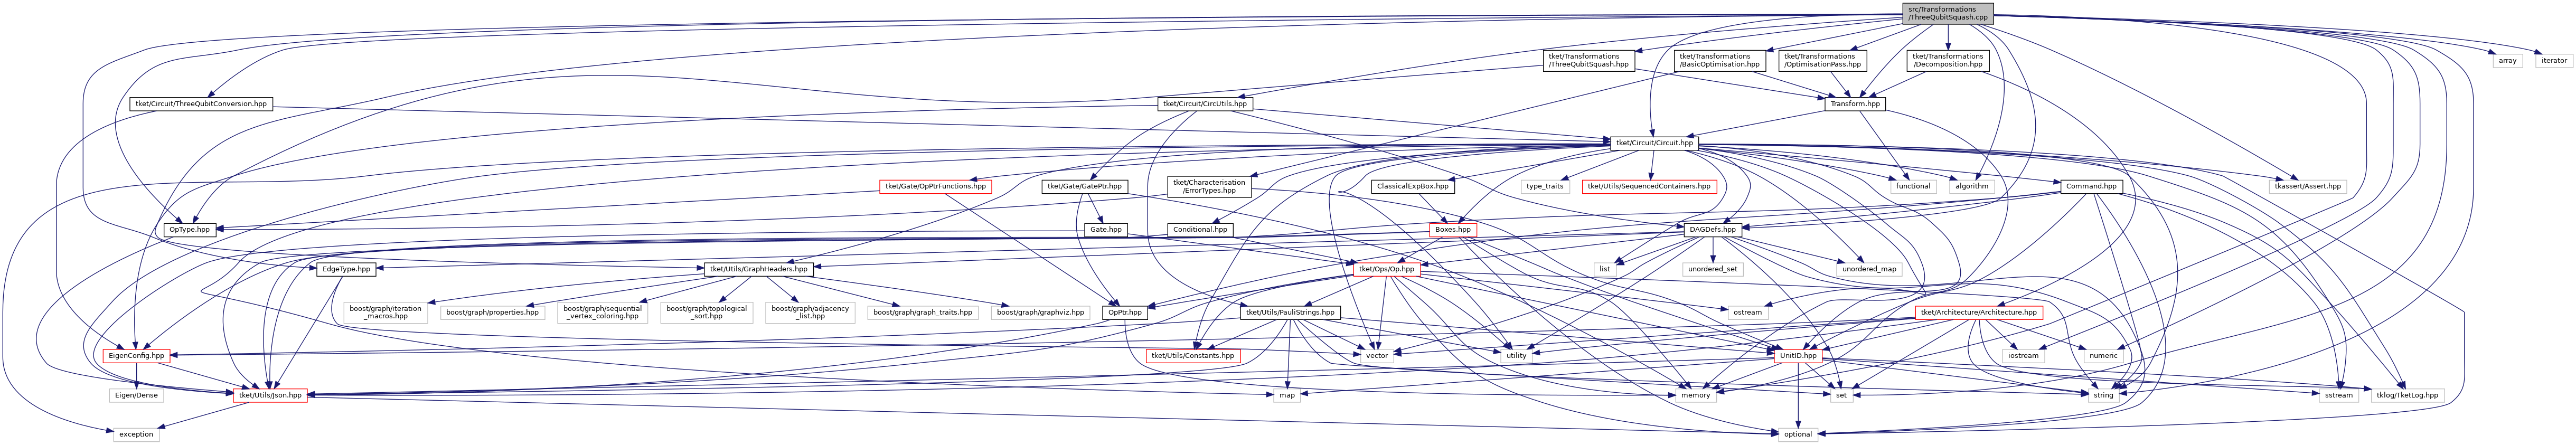 src/Transformations
/ThreeQubitSquash.cpp
tket/Transformations
/ThreeQubitSquash.hpp
tket/Transformations
/BasicOptimisation.hpp
tket/Transformations
/OptimisationPass.hpp
tket/Transformations
/Decomposition.hpp
array
iterator
tket/Circuit/ThreeQubitConversion.hpp
tket/Circuit/CircUtils.hpp
Transform.hpp
tket/Circuit/Circuit.hpp
tket/Gate/OpPtrFunctions.hpp
tket/Gate/GatePtr.hpp
tket/Characterisation
/ErrorTypes.hpp
ClassicalExpBox.hpp
type_traits
tket/Utils/SequencedContainers.hpp
functional
algorithm
Command.hpp
tkassert/Assert.hpp
OpType.hpp
Gate.hpp
Conditional.hpp
Boxes.hpp
DAGDefs.hpp
EdgeType.hpp
tket/Utils/GraphHeaders.hpp
tket/Ops/Op.hpp
list
unordered_set
unordered_map
boost/graph/iteration
_macros.hpp
boost/graph/properties.hpp
boost/graph/sequential
_vertex_coloring.hpp
boost/graph/topological
_sort.hpp
boost/graph/adjacency
_list.hpp
boost/graph/graph_traits.hpp
boost/graph/graphviz.hpp
OpPtr.hpp
tket/Utils/PauliStrings.hpp
ostream
tket/Architecture/Architecture.hpp
EigenConfig.hpp
vector
tket/Utils/Constants.hpp
utility
UnitID.hpp
iostream
numeric
Eigen/Dense
tket/Utils/Json.hpp
map
memory
set
string
sstream
tklog/TketLog.hpp
exception
optional